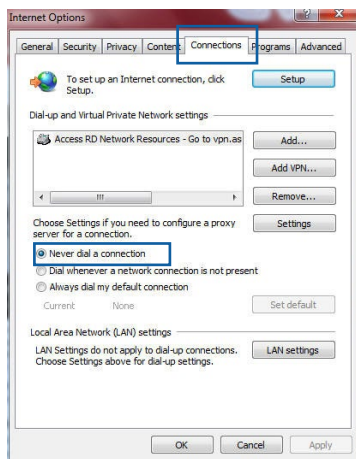 Internet Options
General Security Privacy Content Connections Programs Advanced
To set up an Internet connection, click
Setup.
Setup
Dial-up and Virtual Private Network settings
Access RD Network Resources - Go to vpn.as
Add...
Add VPN...
Remove...
Choose Settings if you need to configure a proxy
server for a connection.
Settings
Never dial a connection
Dial whenever a network connection is not present
Always dial my default connection
Current None
Set default
Local Area Network (LAN) settings
LAN Settings do not apply to dial-up connections.
Choose Settings above for dial-up settings.
LAN settings
OK Cancel Apply